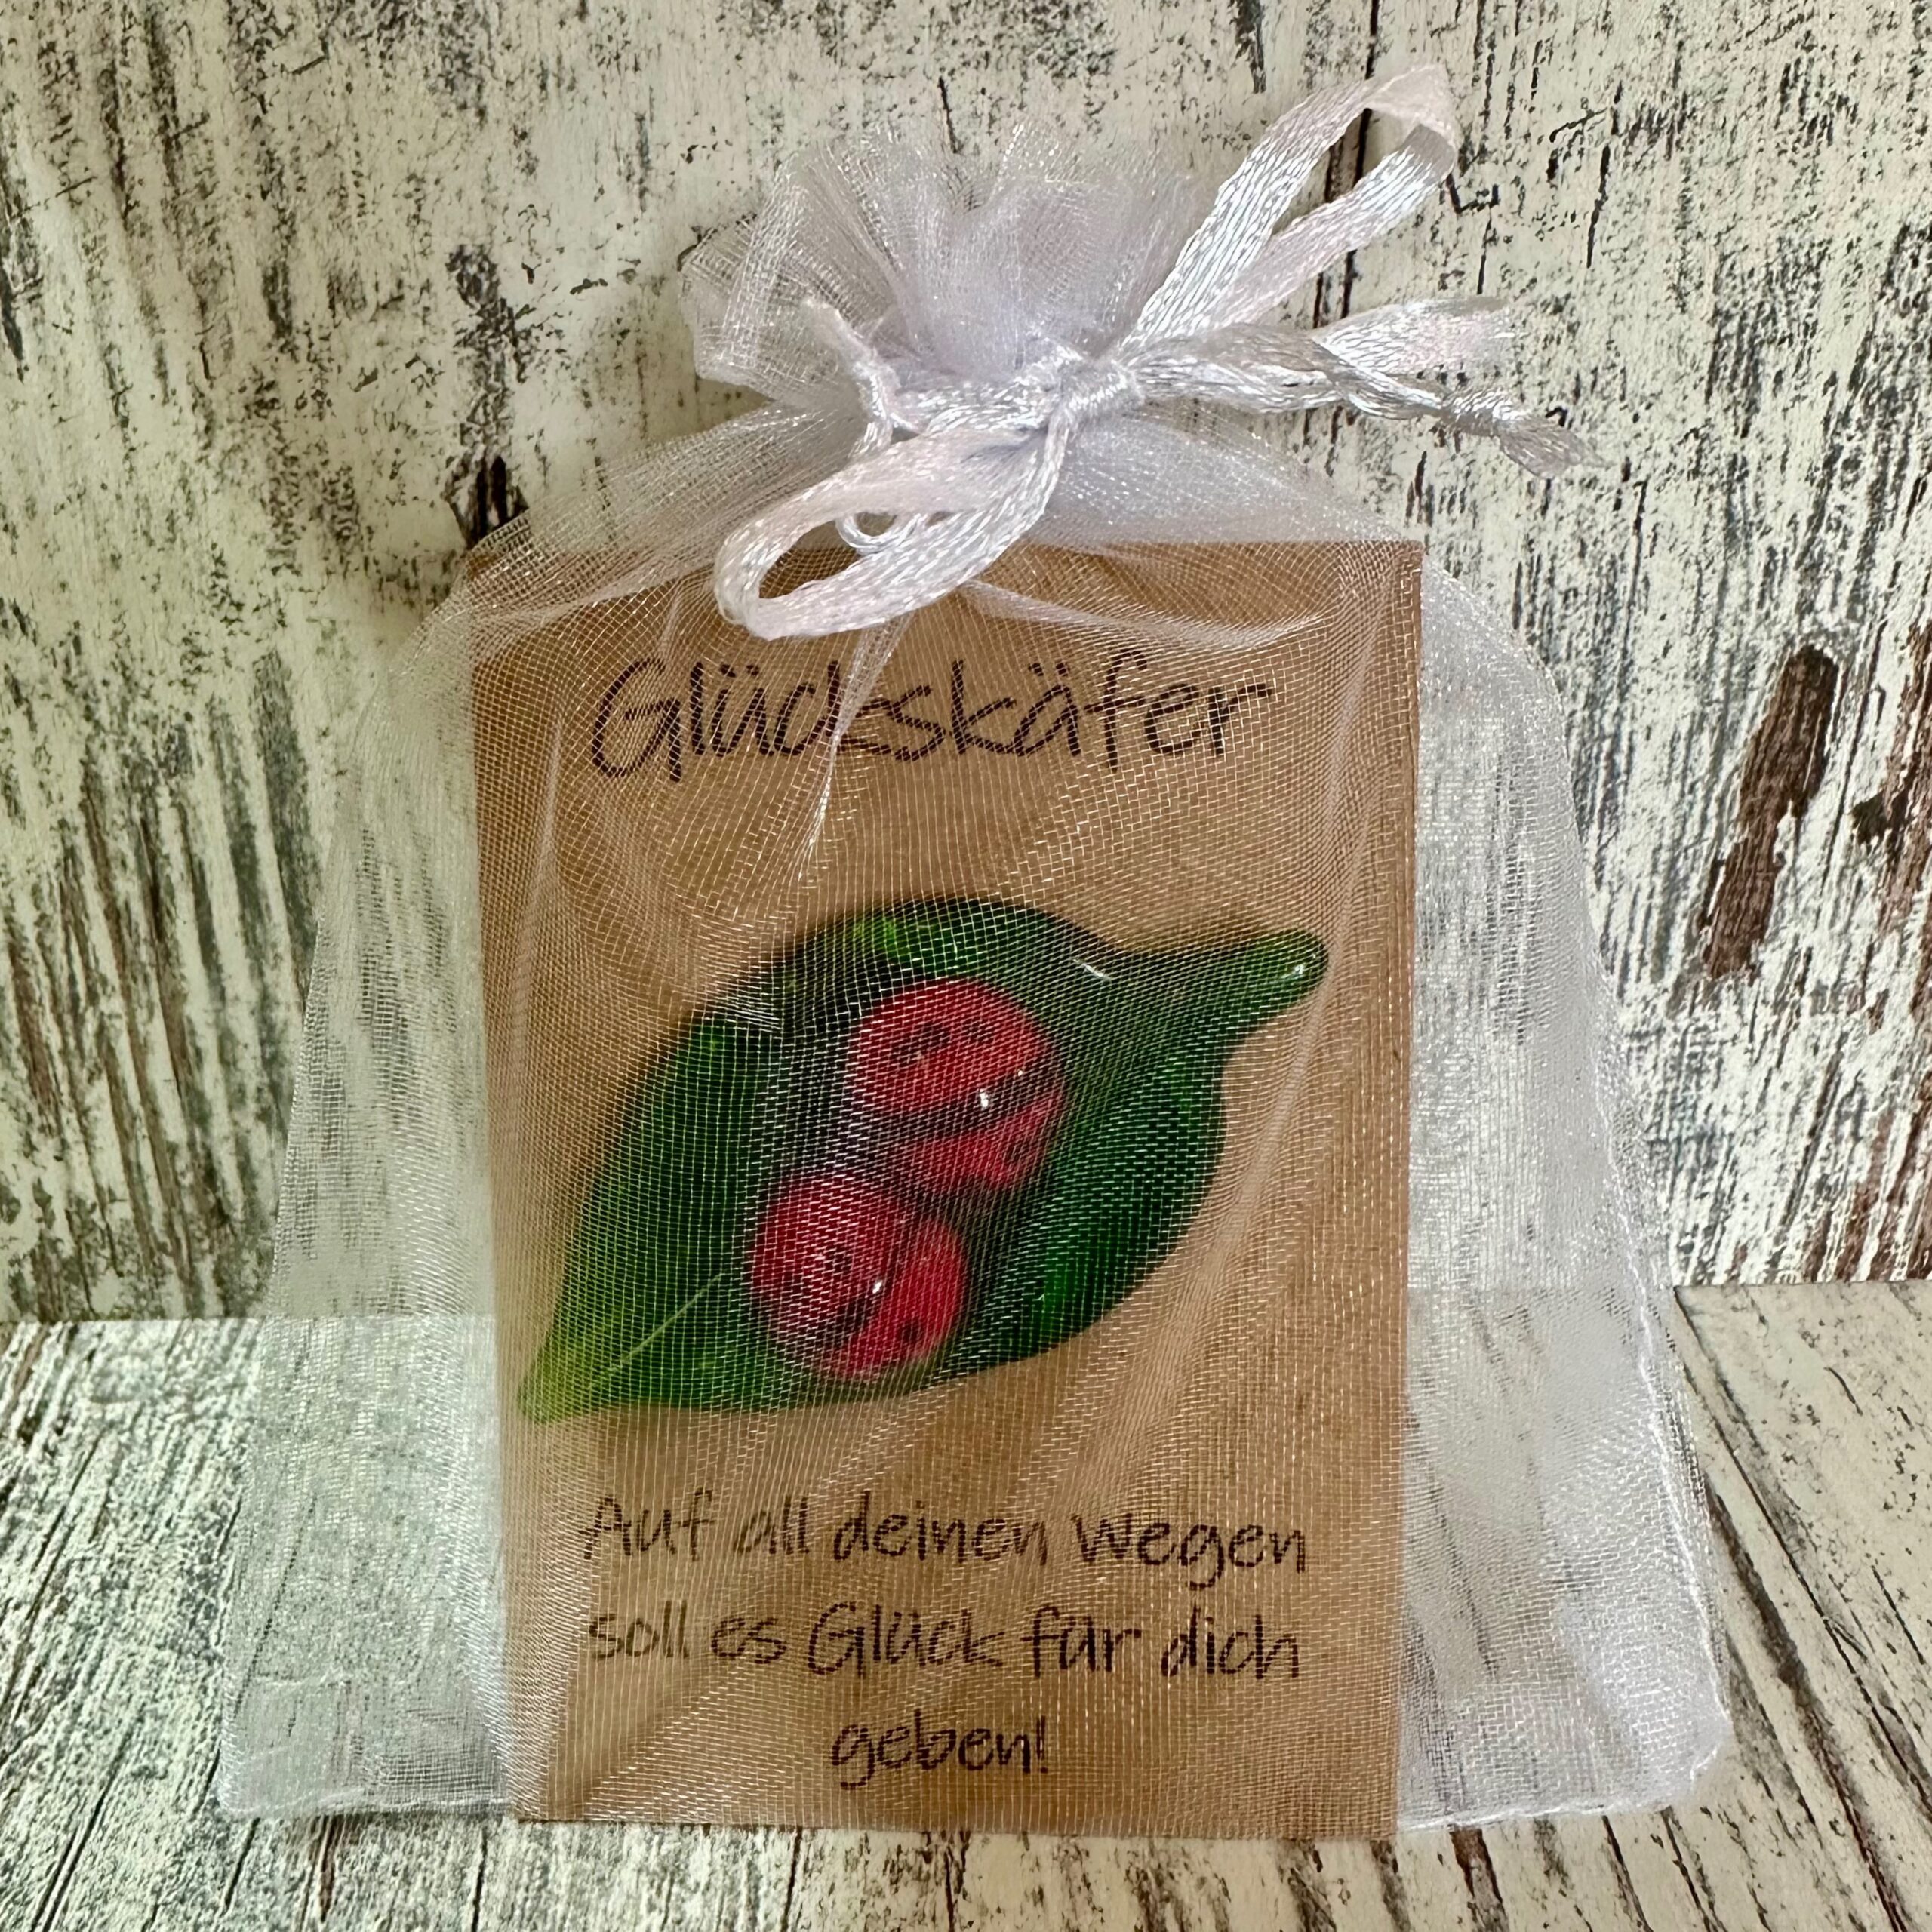 Glückskäfer
Auf all deinen Wegen
soll es Glück für dich
geben!